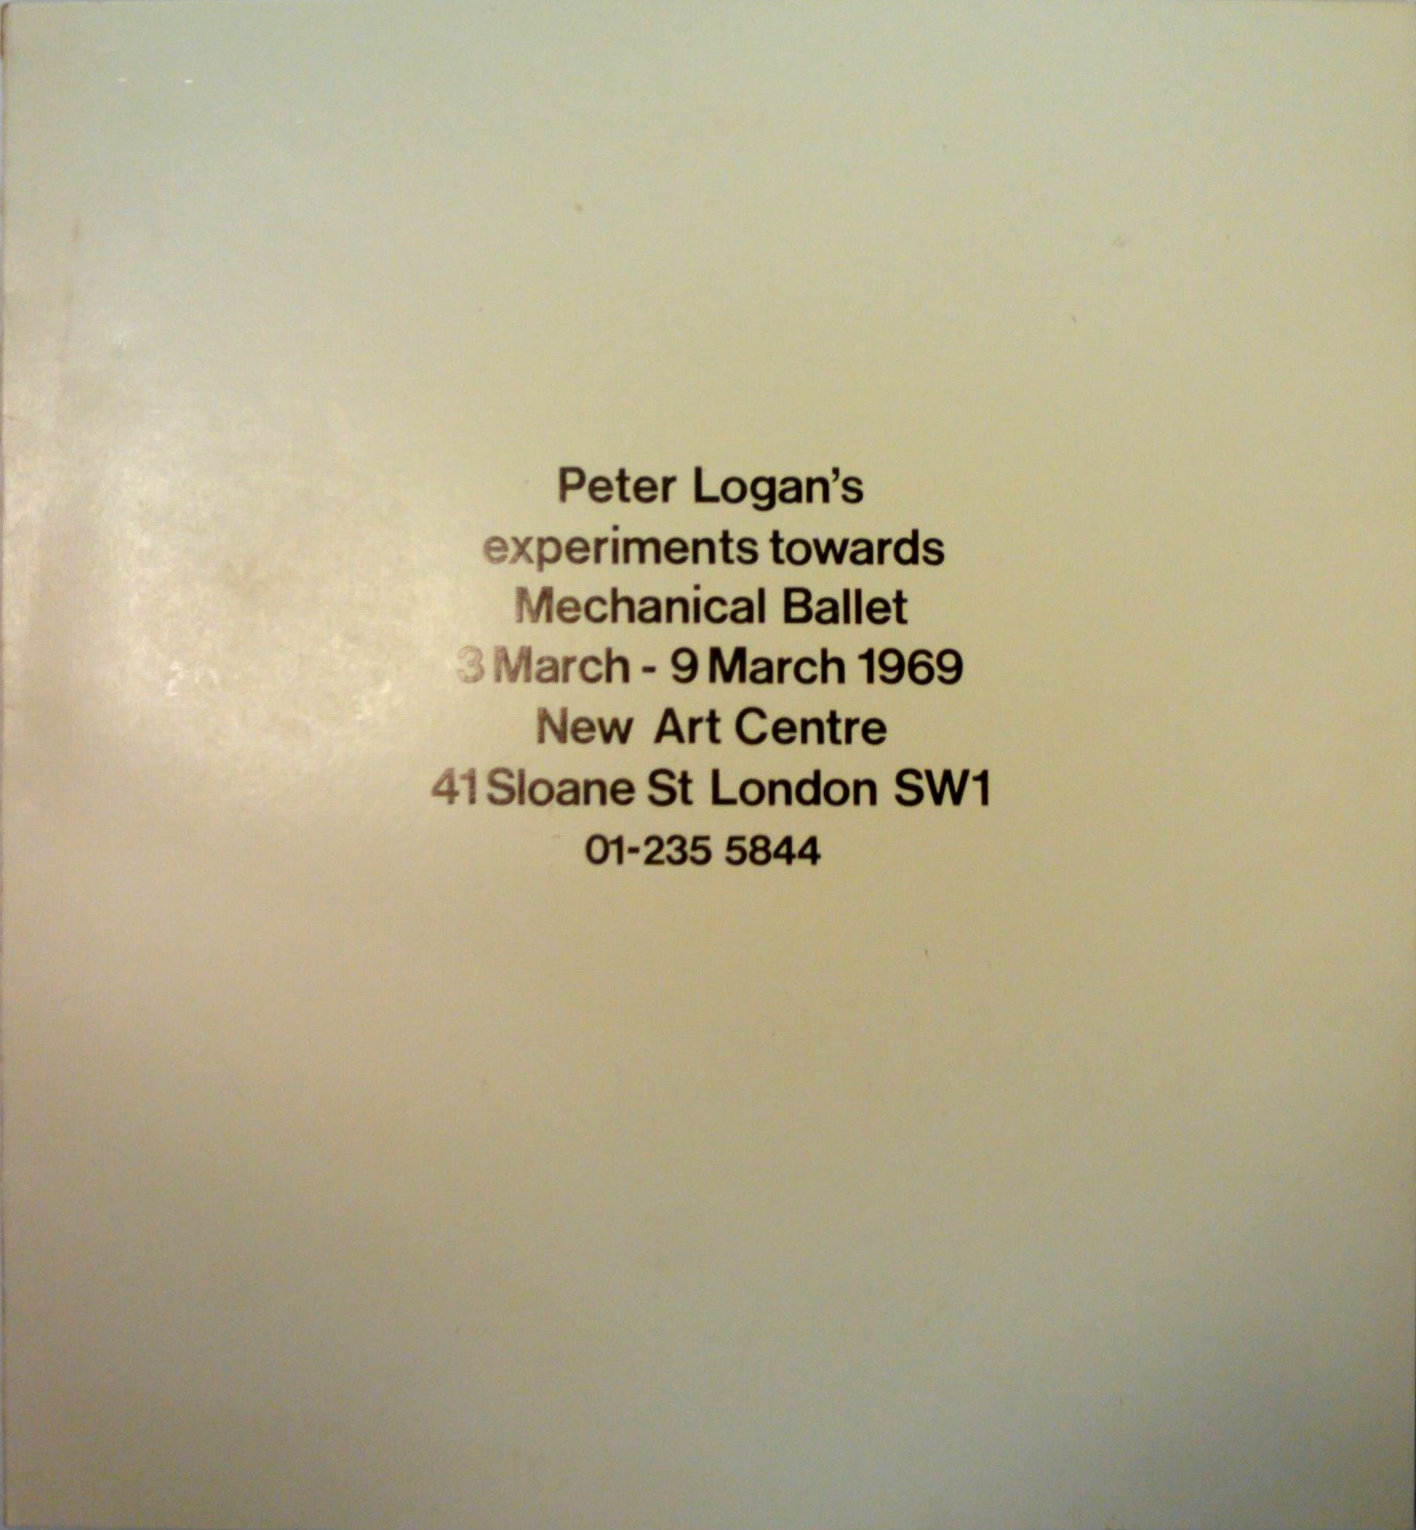 Peter Logan's
experiments towards
Mechanical Ballet
3 March - 9 March 1969
New Art Centre
41 Sloane St London SW1
01-235 5844